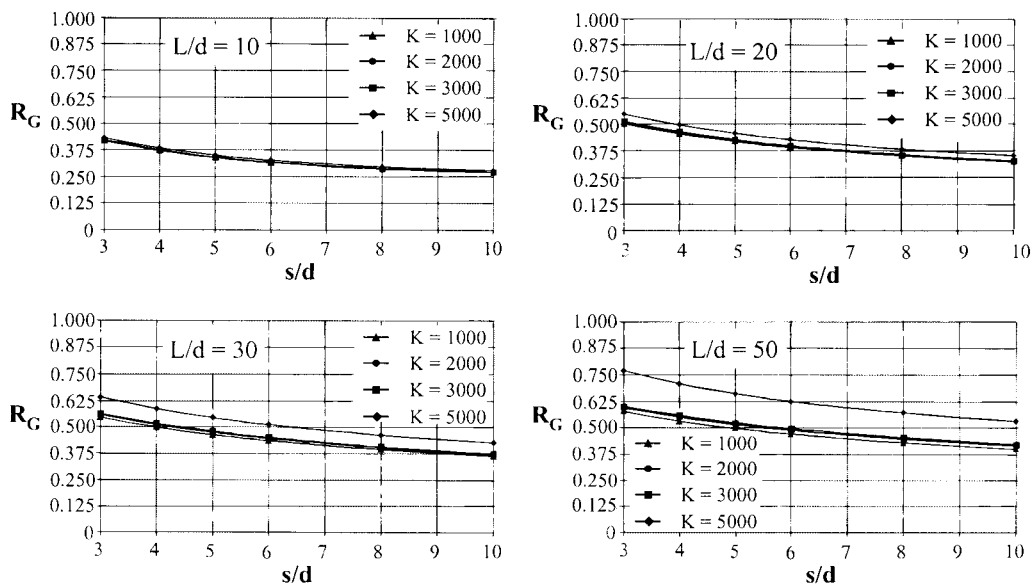 1.000
0.875
0.750
0.625
0.500
0.375
0.250
0.125
0
R_G
L/d = 10
K = 1000
K = 2000
K = 3000
K = 5000
3 4 5 6 7 8 9 10
s/d
1.000
0.875
0.750
0.625
0.500
0.375
0.250
0.125
0
R_G
L/d = 20
K = 1000
K = 2000
K = 3000
K = 5000
3 4 5 6 7 8 9 10
s/d
1.000
0.875
0.750
0.625
0.500
0.375
0.250
0.125
0
R_G
L/d = 30
K = 1000
K = 2000
K = 3000
K = 5000
3 4 5 6 7 8 9 10
s/d
1.000
0.875
0.750
0.625
0.500
0.375
0.250
0.125
0
R_G
L/d = 50
K = 1000
K = 2000
K = 3000
K = 5000
3 4 5 6 7 8 9 10
s/d